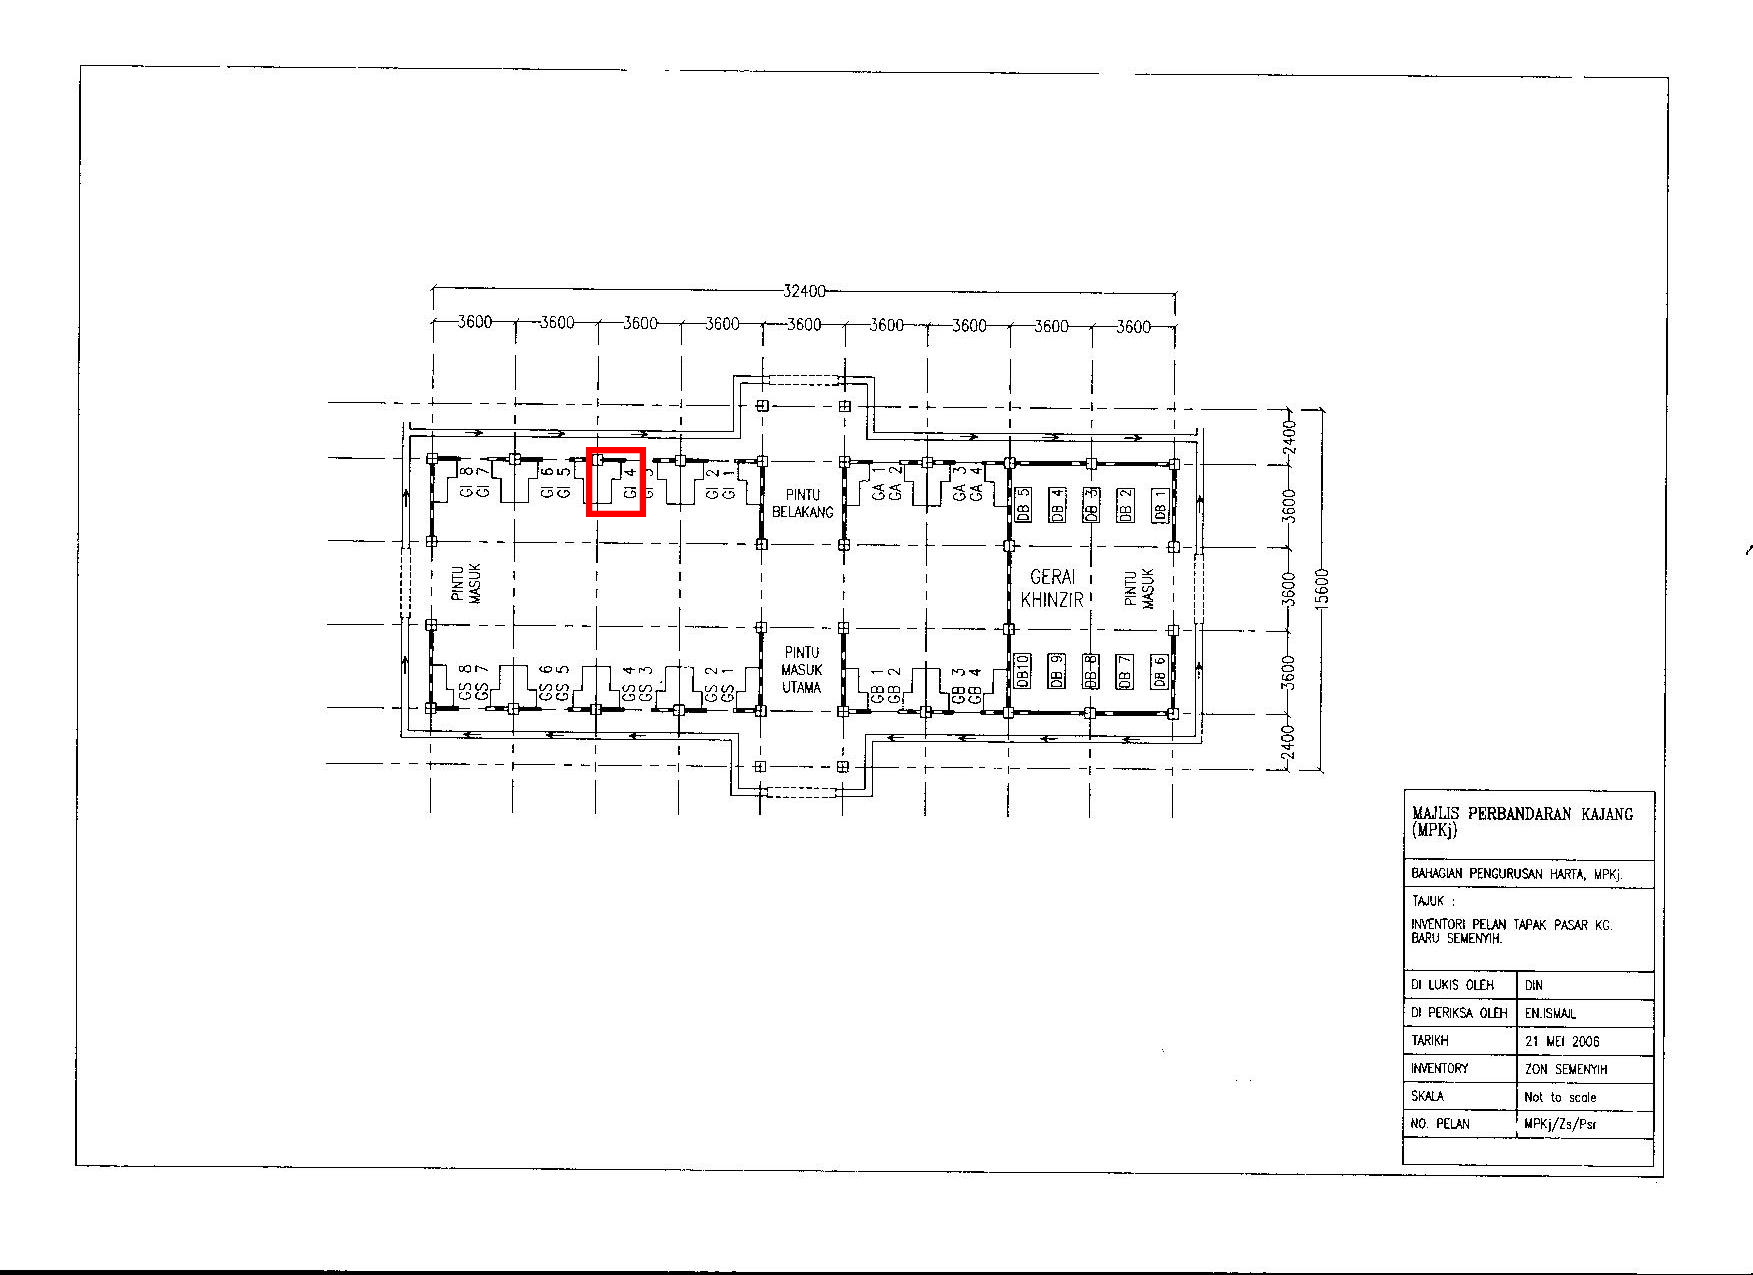 32400
3600 3600 3600 3600 3600 3600 3600 3600 3600
2400
3600
3600
3600
2400
15600
GI 8
GI 7
GI 6
GI 5
GI 4
GI 2
GI 1
PINTU
BELAKANG
GA 1
GA 2
GA 3
GA 4
DB 5
DB 4
DB 3
DB 2
DB 1
PINTU
MASUK
GERAI
KHINZIR
PINTU
MASUK
GS 8
GS 7
GS 6
GS 5
GS 4
GS 3
GS 2
GS 1
PINTU
MASUK
UTAMA
GB 1
GB 2
GB 3
GB 4
DB10
DB 9
DB 8
DB 7
DB 6
MAJLIS PERBANDARAN KAJANG
(MPKj)
BAHAGIAN PENGURUSAN HARTA, MPKj.
TAJUK :
INVENTORI PELAN TAPAK PASAR KG.
BARU SEMENYIH.
DI LUKIS OLEH DIN
DI PERIKSA OLEH EN.ISMAIL
TARIKH 21 MEI 2006
INVENTORY ZON SEMENYIH
SKALA Not to scale
NO. PELAN MPKj/Zs/Psr